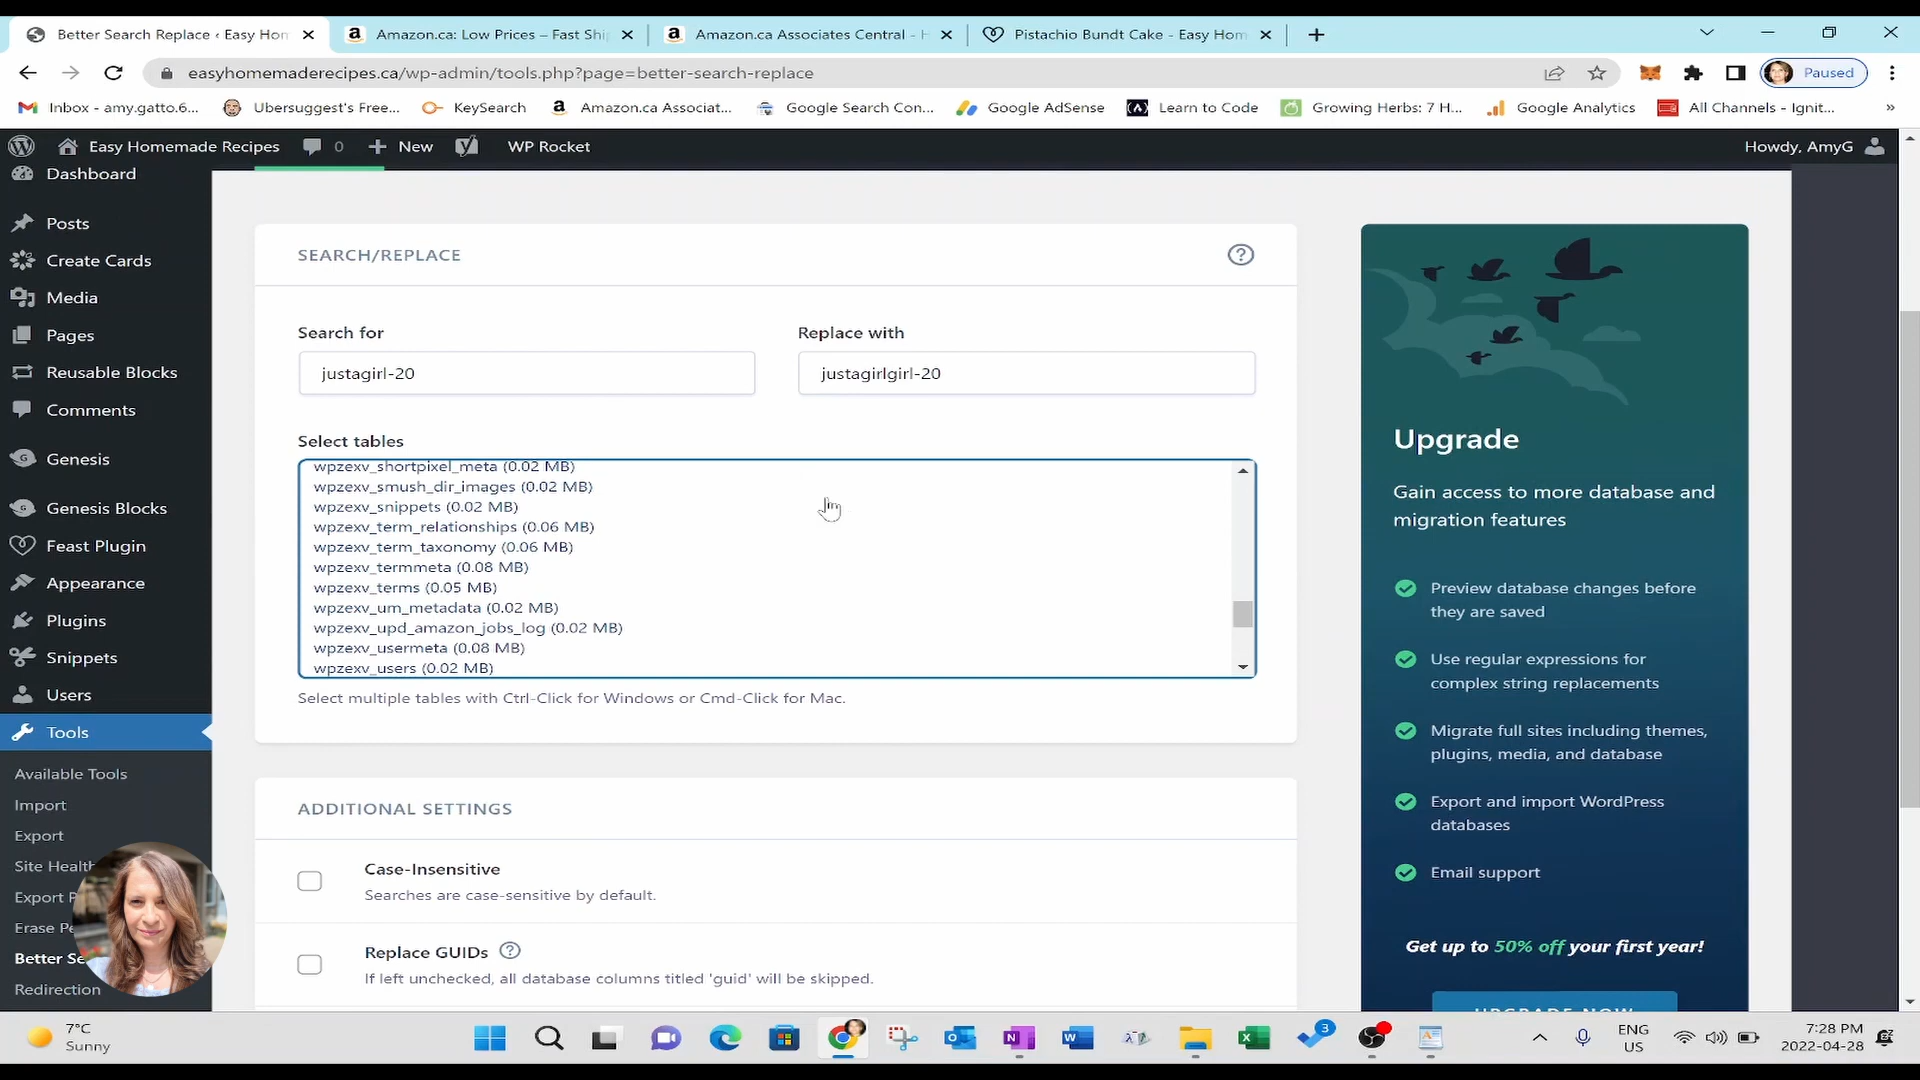 Better Search Replace ‹ Easy Hom
Amazon.ca: Low Prices – Fast Shi
Amazon.ca Associates Central - H
Pistachio Bundt Cake - Easy Hom
easyhomemaderecipes.ca/wp-admin/tools.php?page=better-search-replace
Paused
Inbox - amy.gatto.6...
Ubersuggest's Free...
KeySearch
Amazon.ca Associat...
Google Search Con...
Google AdSense
Learn to Code
Growing Herbs: 7 H...
Google Analytics
All Channels - Ignit...
»
Easy Homemade Recipes
0
New
WP Rocket
Howdy, AmyG
Dashboard
Posts
Create Cards
Media
Pages
Reusable Blocks
Comments
Genesis
Genesis Blocks
Feast Plugin
Appearance
Plugins
Snippets
Users
Tools
Available Tools
Import
Export
Site Health
Export P
Erase Pe
Better Se
Redirection
SEARCH/REPLACE
Search for
justagirl-20
Replace with
justagirlgirl-20
Select tables
wpzexv_shortpixel_meta (0.02 MB)
wpzexv_smush_dir_images (0.02 MB)
wpzexv_snippets (0.02 MB)
wpzexv_term_relationships (0.06 MB)
wpzexv_term_taxonomy (0.06 MB)
wpzexv_termmeta (0.08 MB)
wpzexv_terms (0.05 MB)
wpzexv_um_metadata (0.02 MB)
wpzexv_upd_amazon_jobs_log (0.02 MB)
wpzexv_usermeta (0.08 MB)
wpzexv_users (0.02 MB)
Select multiple tables with Ctrl-Click for Windows or Cmd-Click for Mac.
ADDITIONAL SETTINGS
Case-Insensitive
Searches are case-sensitive by default.
Replace GUIDs
If left unchecked, all database columns titled 'guid' will be skipped.
Upgrade
Gain access to more database and
migration features
Preview database changes before
they are saved
Use regular expressions for
complex string replacements
Migrate full sites including themes,
plugins, media, and database
Export and import WordPress
databases
Email support
Get up to 50% off your first year!
UPGRADE NOW
7°C
Sunny
3
ENG
US
7:28 PM
2022-04-28